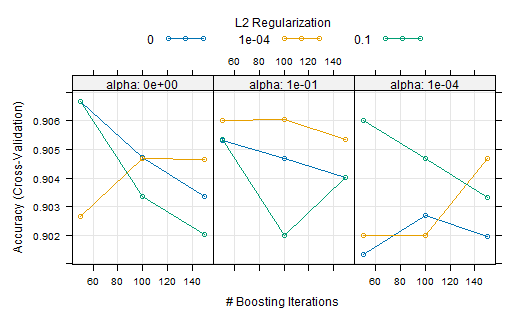 L2 Regularization
0 1e-04 0.1
60 80 100 120 140
alpha: 0e+00 alpha: 1e-01 alpha: 1e-04
Accuracy (Cross-Validation)
0.906
0.905
0.904
0.903
0.902
60 80 100 120 140 60 80 100 120 140
# Boosting Iterations